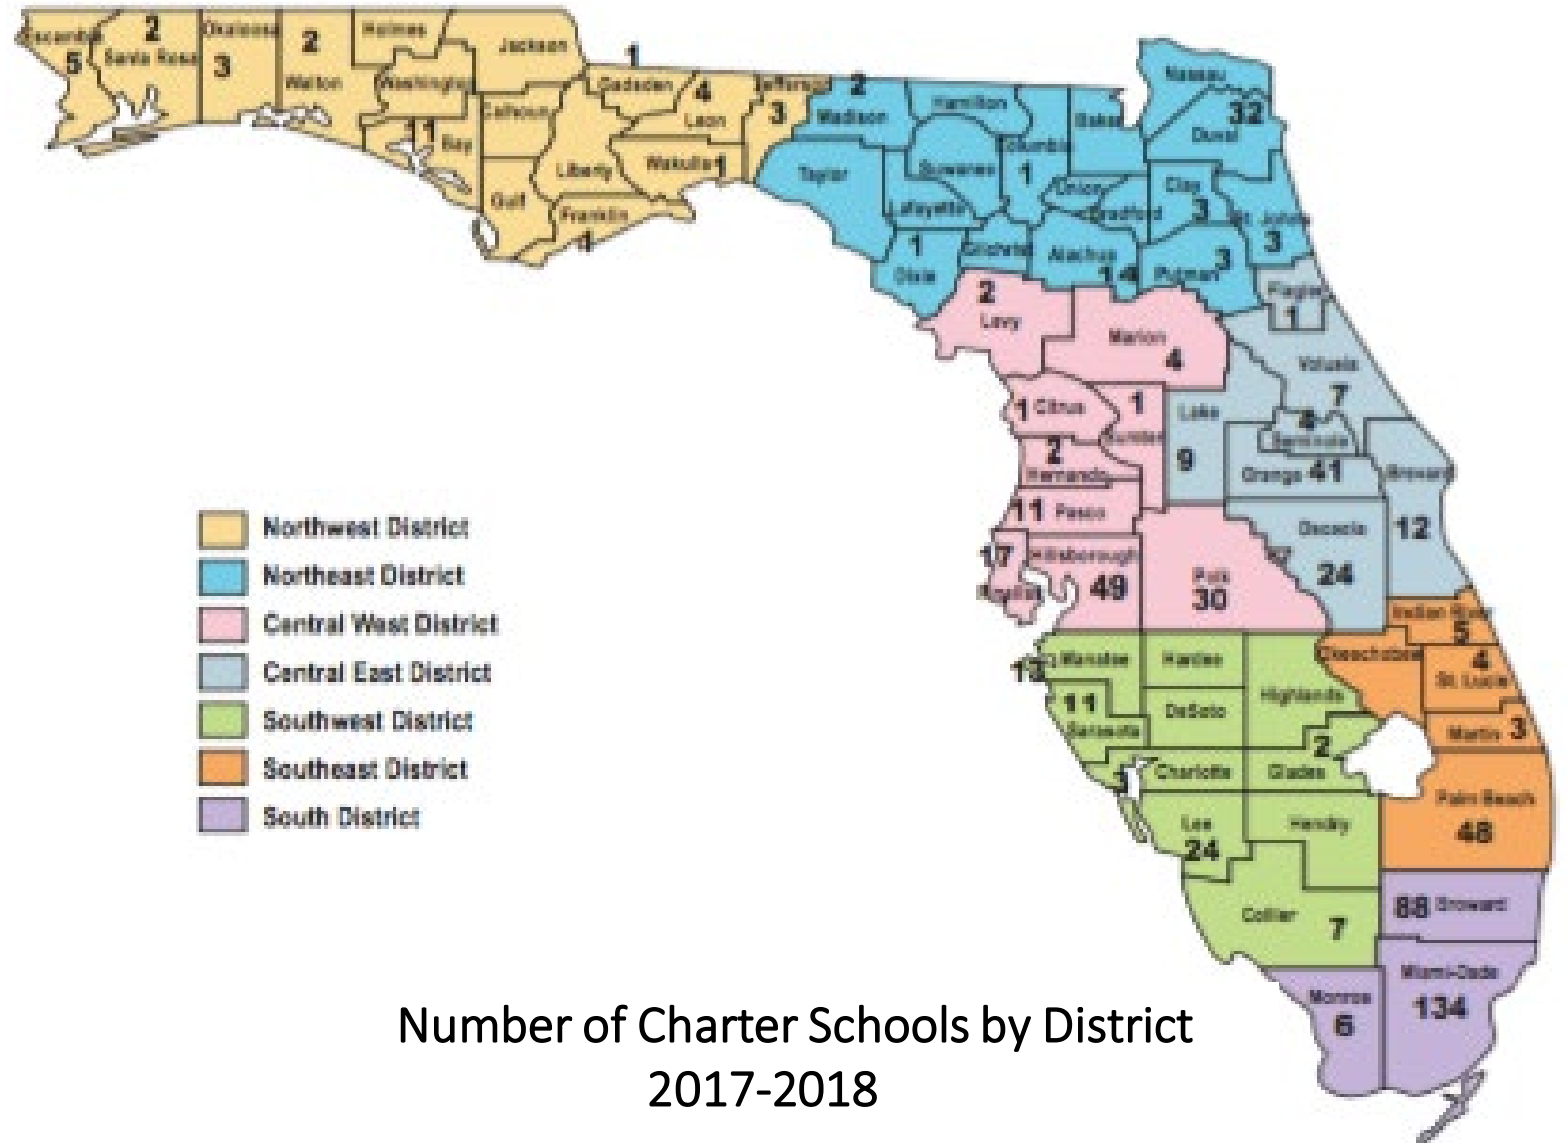 Escambia
5
2
Santa Rosa
Okaloosa
3
2
Walton
Holmes
Washington
Jackson
11
Bay
Calhoun
Gulf
Liberty
Franklin
1
1
Gadsden
4
Leon
Wakulla 1
Jefferson
3
2
Madison
Taylor
Hamilton
Suwanee
Lafayette
1
Dixie
Columbia
1
Gilchrist
Baker
Union
Bradford
Alachua
14
Nassau
32
Duval
Clay
3
St. Johns
3
Putman
3
2
Levy
Marion
4
Flagler
1
Volusia
7
1 Citrus
1
Sumter
2
Hernando
Lake
9
4
Seminole
Orange 41
Brevard
12
11 Pasco
17
Pinellas
Hillsborough
49
Polk
30
Osceola
24
Indian River
5
Okeechobee
4
St. Lucie
Martin 3
13 Manatee
Hardee
Highlands
11
Sarasota
DeSoto
2
Glades
Charlotte
Lee
24
Hendry
Palm Beach
48
Collier
7
88 Broward
Miami-Dade
134
Monroe
6
Northwest District
Northeast District
Central West District
Central East District
Southwest District
Southeast District
South District
Number of Charter Schools by District
2017-2018